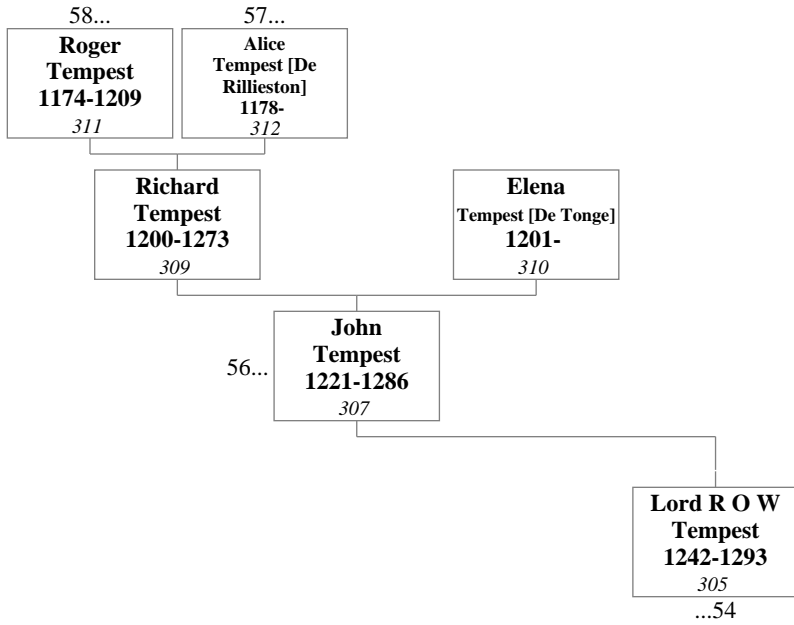 58...
Roger
Tempest
1174-1209
311
57...
Alice
Tempest [De
Rillieston]
1178-
312
Richard
Tempest
1200-1273
309
Elena
Tempest [De Tonge]
1201-
310
56...
John
Tempest
1221-1286
307
Lord R O W
Tempest
1242-1293
305
...54